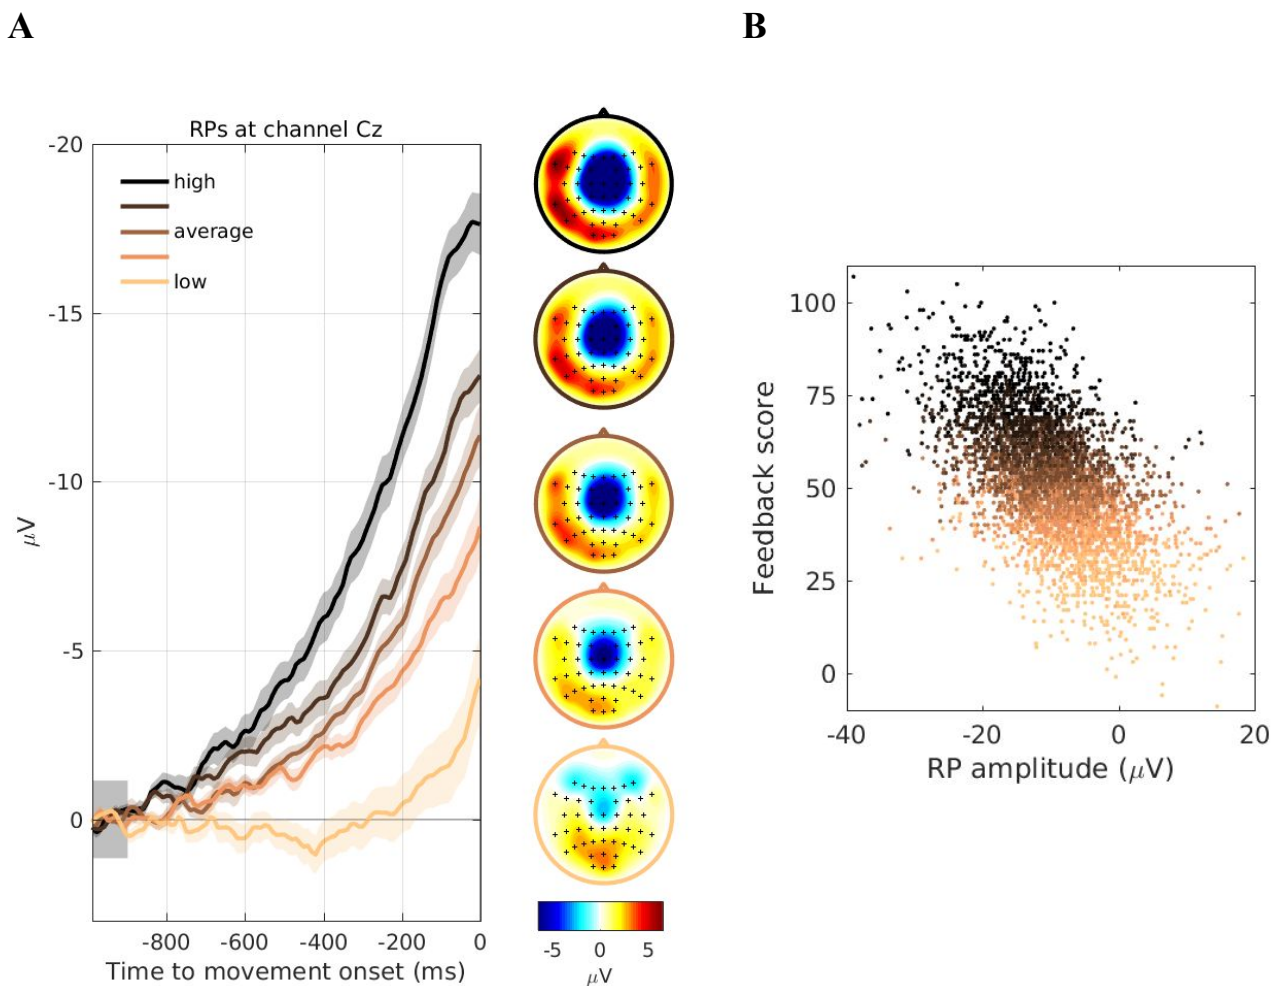 A
B
RPs at channel Cz
-20
high
average
low
-15
-10
-5
0
μV
-800
-600
-400
-200
0
Time to movement onset (ms)
-5
0
5
μV
100
75
50
25
0
Feedback score
-40
-20
0
20
RP amplitude (μV)